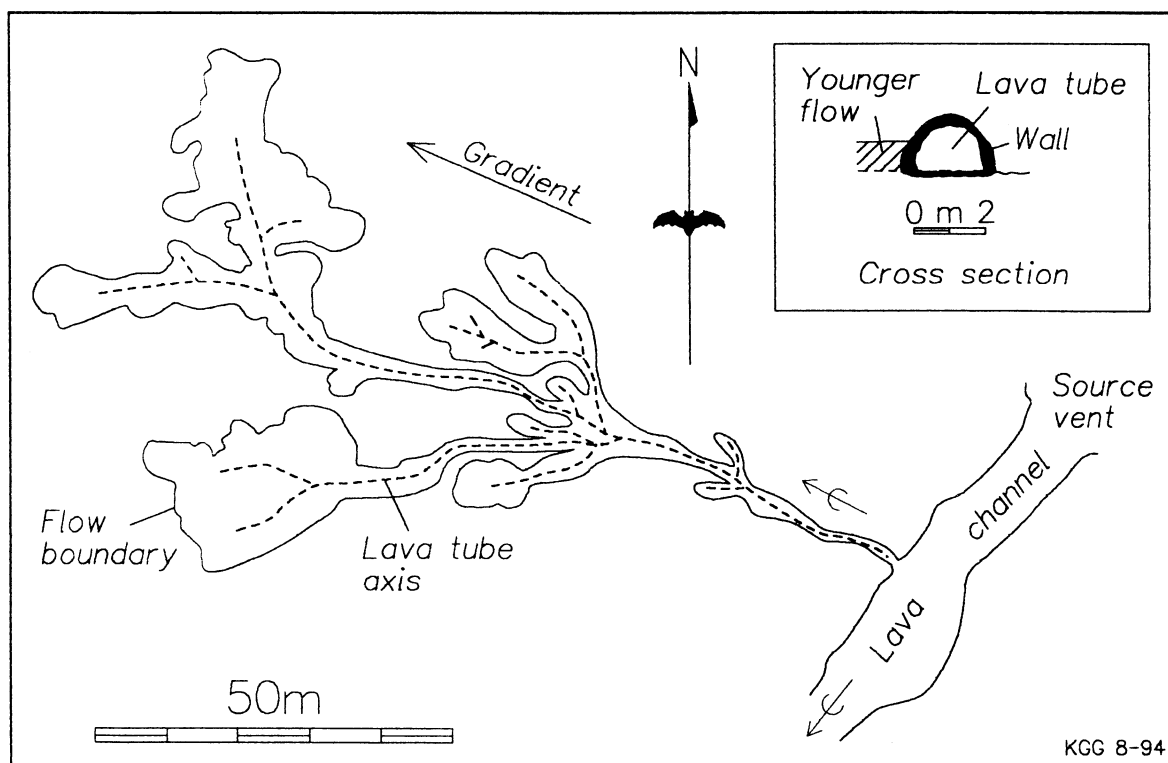 N
Gradient
Younger
flow
Lava tube
Wall
0 m 2
Cross section
Source
vent
channel
Lava
Flow
boundary
Lava tube
axis
50m
KGG 8-94